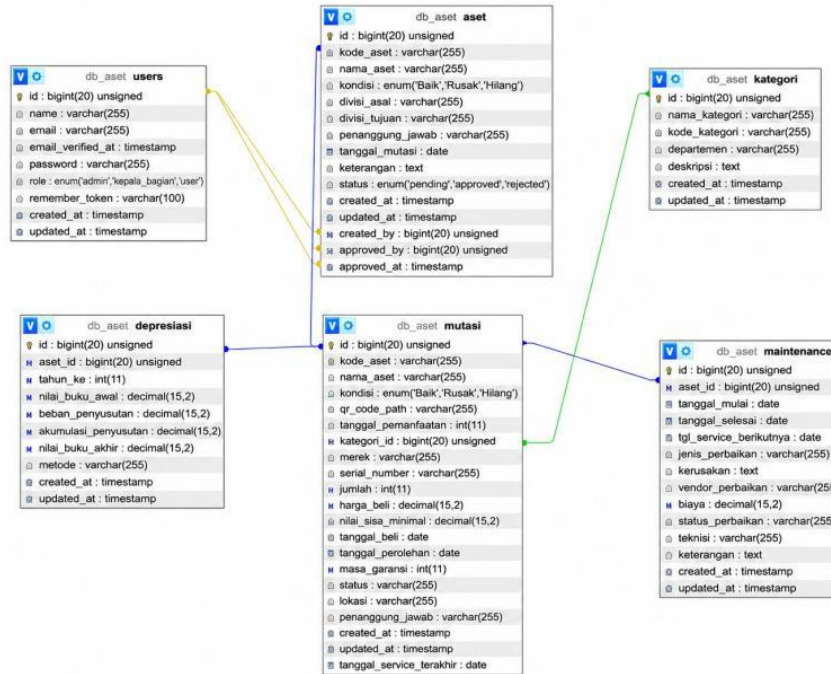 db_aset users
id : bigint(20) unsigned
name : varchar(255)
email : varchar(255)
email_verified_at : timestamp
password : varchar(255)
role : enum('admin','kepala_bagian','user')
remember_token : varchar(100)
created_at : timestamp
updated_at : timestamp
db_aset aset
id : bigint(20) unsigned
kode_aset : varchar(255)
nama_aset : varchar(255)
kondisi : enum('Baik','Rusak','Hilang')
divisi_asal : varchar(255)
divisi_tujuan : varchar(255)
penanggung_jawab : varchar(255)
tanggal_mutasi : date
keterangan : text
status : enum('pending','approved','rejected')
created_at : timestamp
updated_at : timestamp
created_by : bigint(20) unsigned
approved_by : bigint(20) unsigned
approved_at : timestamp
db_aset kategori
id : bigint(20) unsigned
nama_kategori : varchar(255)
kode_kategori : varchar(255)
departemen : varchar(255)
deskripsi : text
created_at : timestamp
updated_at : timestamp
db_aset depresiasi
id : bigint(20) unsigned
aset_id : bigint(20) unsigned
tahun_ke : int(11)
nilai_buku_awal : decimal(15,2)
beban_penyusutan : decimal(15,2)
akumulasi_penyusutan : decimal(15,2)
nilai_buku_akhir : decimal(15,2)
metode : varchar(255)
created_at : timestamp
updated_at : timestamp
db_aset mutasi
id : bigint(20) unsigned
kode_aset : varchar(255)
nama_aset : varchar(255)
kondisi : enum('Baik','Rusak','Hilang')
qr_code_path : varchar(255)
tanggal_pemanfaatan : int(11)
kategori_id : bigint(20) unsigned
merek : varchar(255)
serial_number : varchar(255)
jumlah : int(11)
harga_beli : decimal(15,2)
nilai_sisa_minimal : decimal(15,2)
tanggal_beli : date
tanggal_perolehan : date
masa_garansi : int(11)
status : varchar(255)
lokasi : varchar(255)
penanggung_jawab : varchar(255)
created_at : timestamp
updated_at : timestamp
tanggal_service_terakhir : date
db_aset maintenance
id : bigint(20) unsigned
aset_id : bigint(20) unsigned
tanggal_mulai : date
tanggal_selesai : date
tgl_service_berikutnya : date
jenis_perbaikan : varchar(255)
kerusakan : text
vendor_perbaikan : varchar(255
biaya : decimal(15,2)
status_perbaikan : varchar(255
teknisi : varchar(255)
keterangan : text
created_at : timestamp
updated_at : timestamp